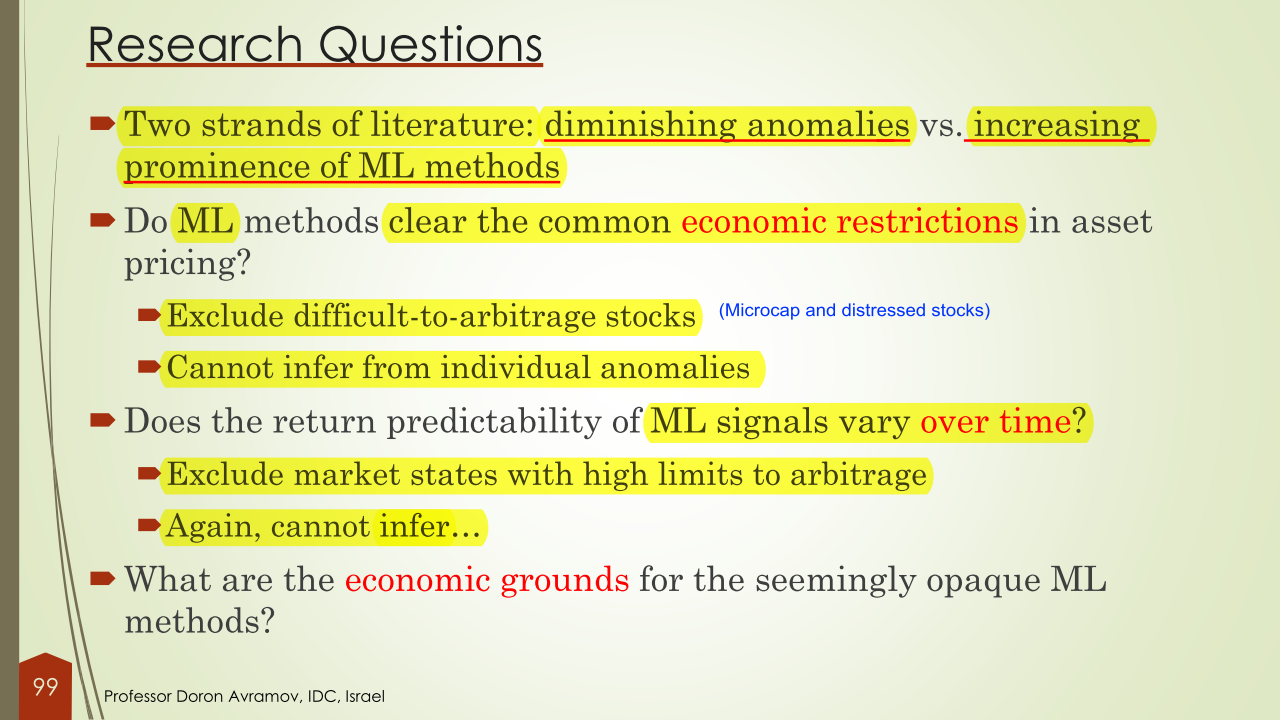 Research Questions
Two strands of literature: diminishing anomalies vs. increasing
prominence of ML methods
Do ML methods clear the common economic restrictions in asset
pricing?
Exclude difficult-to-arbitrage stocks (Microcap and distressed stocks)
Cannot infer from individual anomalies
Does the return predictability of ML signals vary over time?
Exclude market states with high limits to arbitrage
Again, cannot infer…
What are the economic grounds for the seemingly opaque ML
methods?
99
Professor Doron Avramov, IDC, Israel